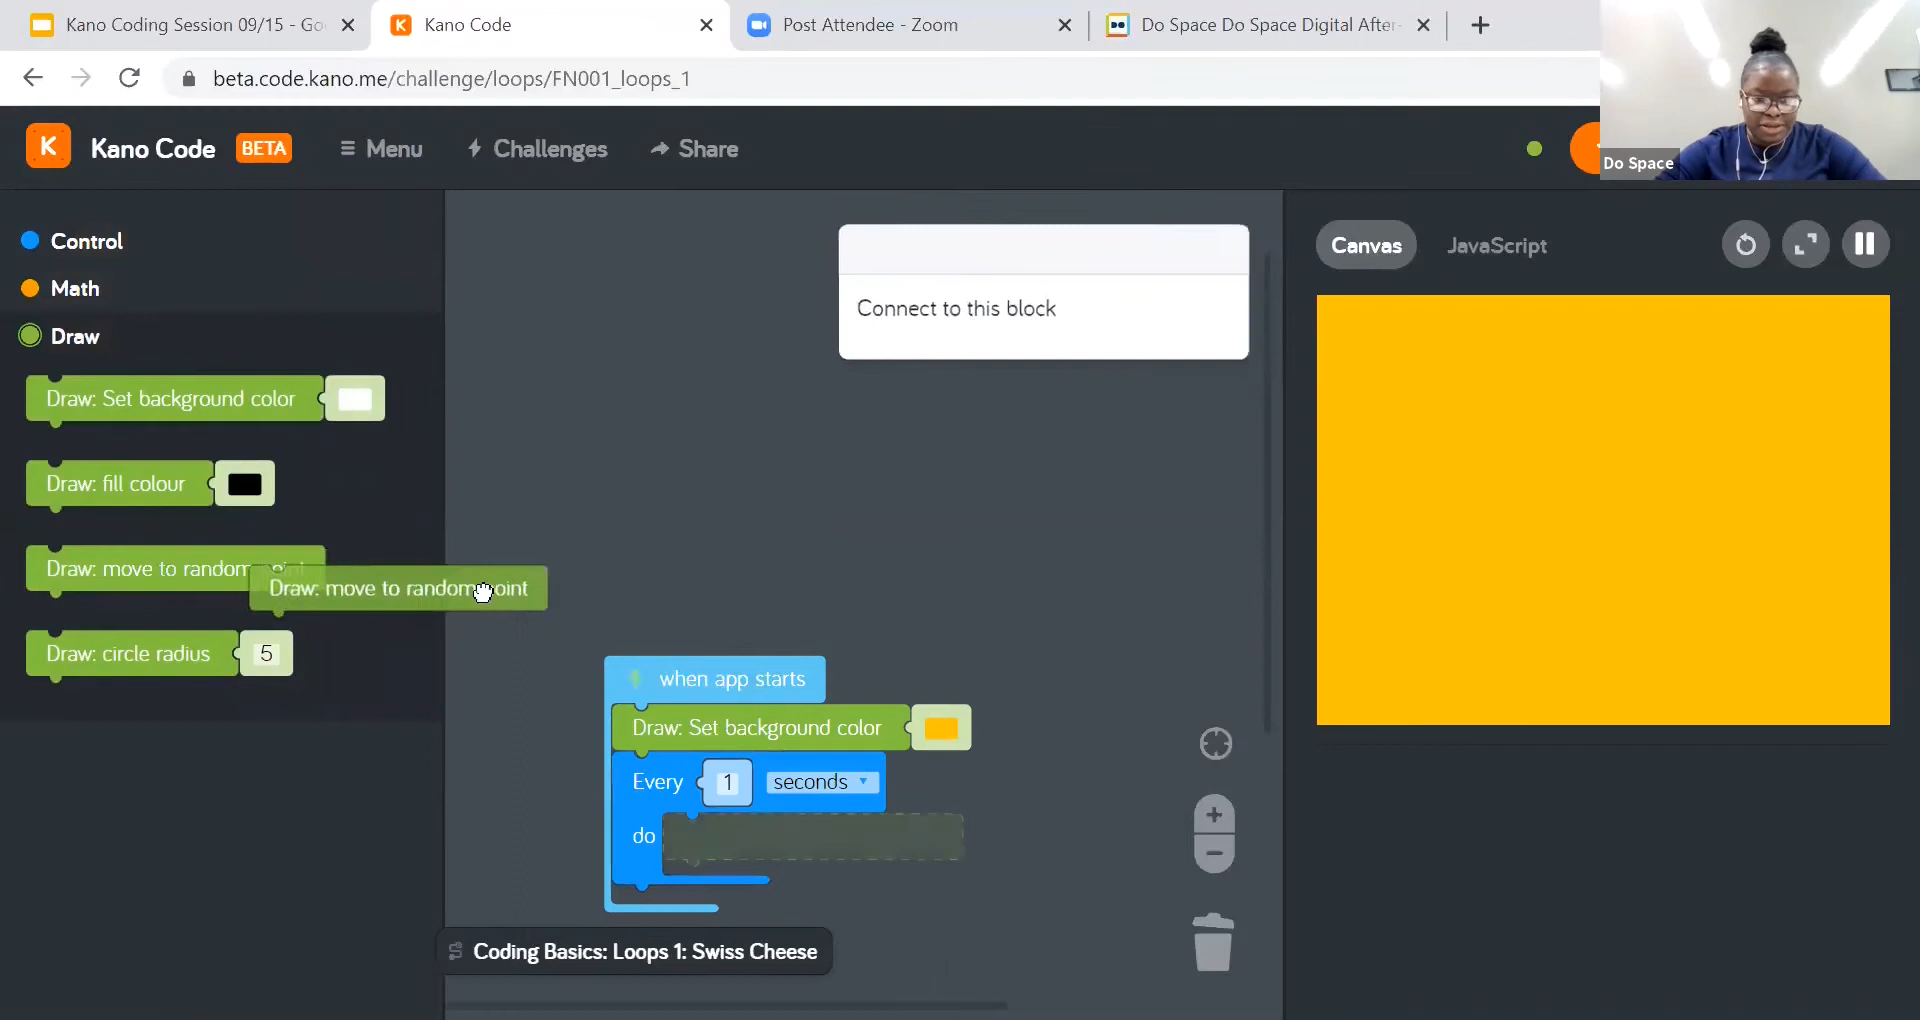 Kano Coding Session 09/15 - Go
Kano Code
Post Attendee - Zoom
Do Space Do Space Digital After-
beta.code.kano.me/challenge/loops/FN001_loops_1
K
Kano Code
BETA
Menu
Challenges
Share
Do Space
Control
Math
Draw
Draw: Set background color
Draw: fill colour
Draw: move to random
Draw: move to random oint
Draw: circle radius 5
Connect to this block
when app starts
Draw: Set background color
Every 1 seconds
do
Coding Basics: Loops 1: Swiss Cheese
Canvas
JavaScript